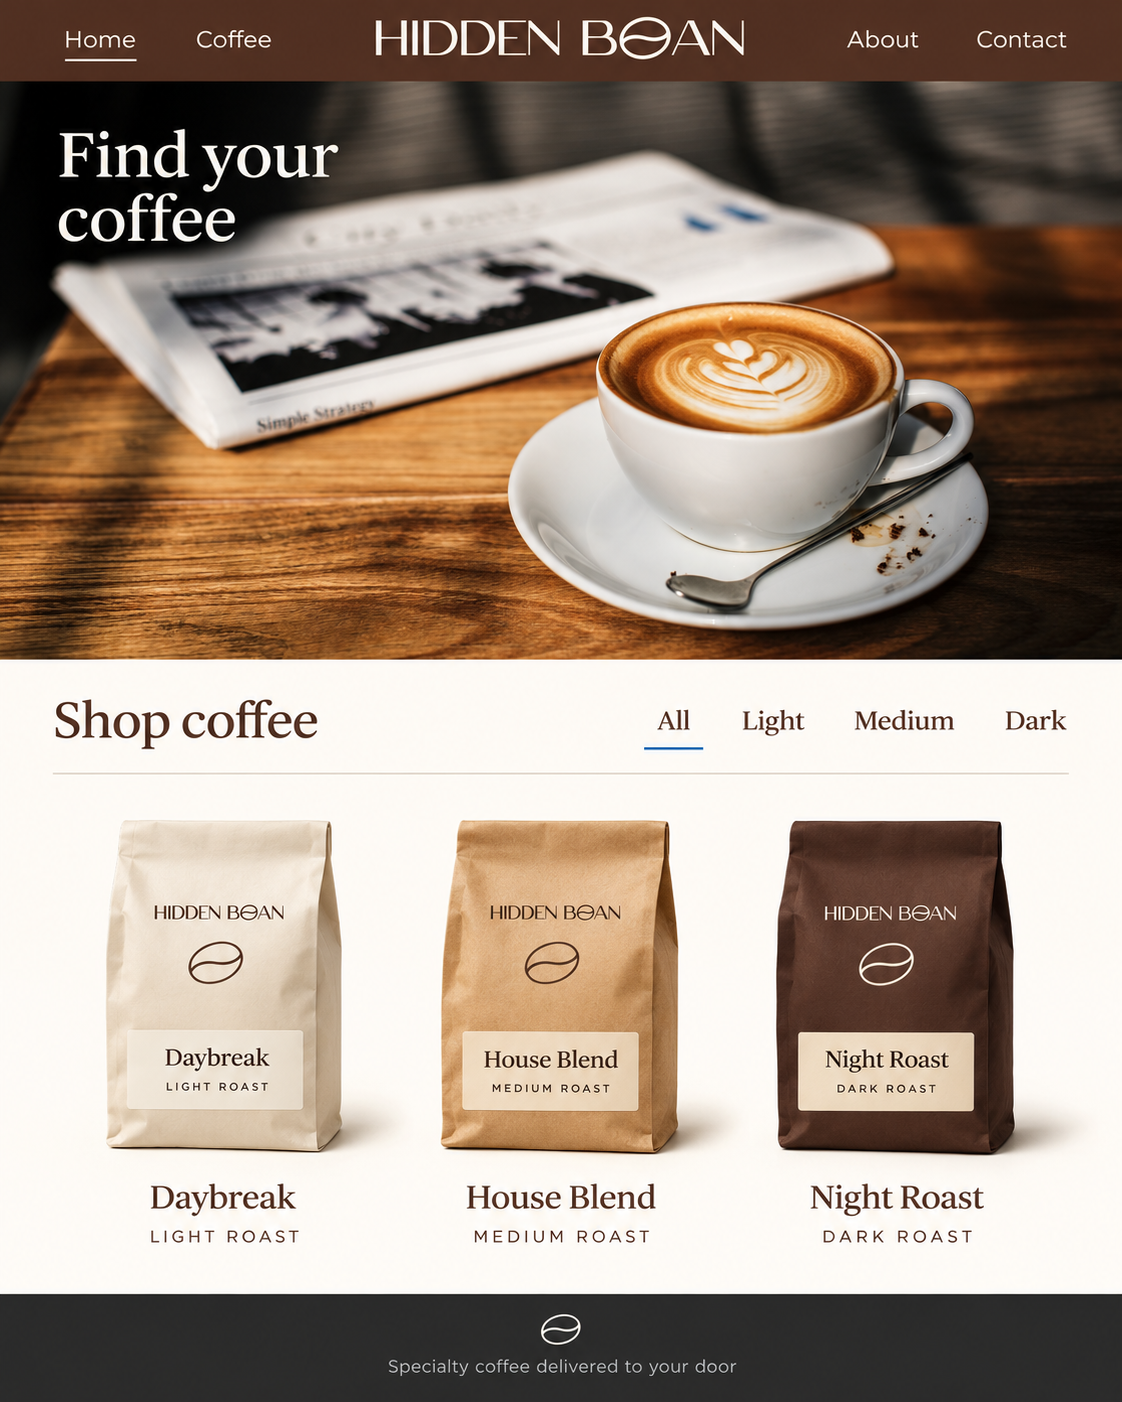 Home
Coffee
HIDDEN BEAN
About
Contact
Find your
coffee
Simple Strategy
Shop coffee
All
Light
Medium
Dark
HIDDEN BEAN
Daybreak
LIGHT ROAST
HIDDEN BEAN
House Blend
MEDIUM ROAST
HIDDEN BEAN
Night Roast
DARK ROAST
Daybreak
LIGHT ROAST
House Blend
MEDIUM ROAST
Night Roast
DARK ROAST
Specialty coffee delivered to your door